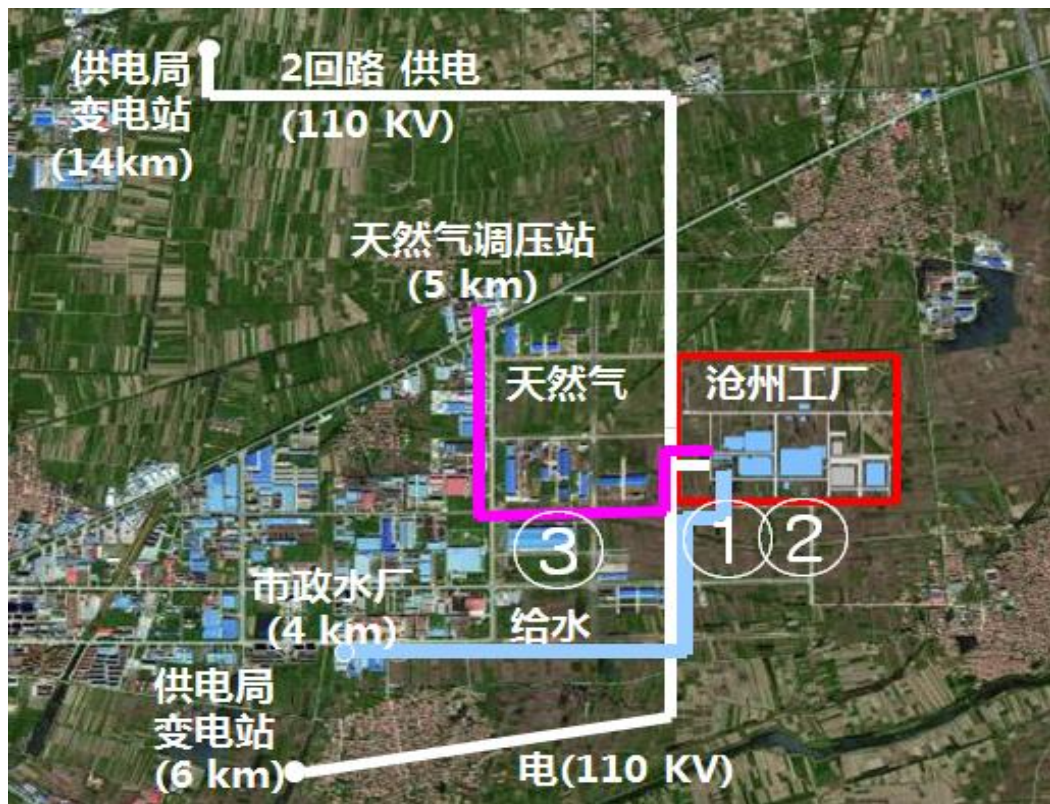 供电局
变电站
(14km)
2回路 供电
(110 KV)
天然气调压站
(5 km)
天然气
沧州工厂
① ②
③
市政水厂
(4 km)
给水
供电局
变电站
(6 km)
电(110 KV)